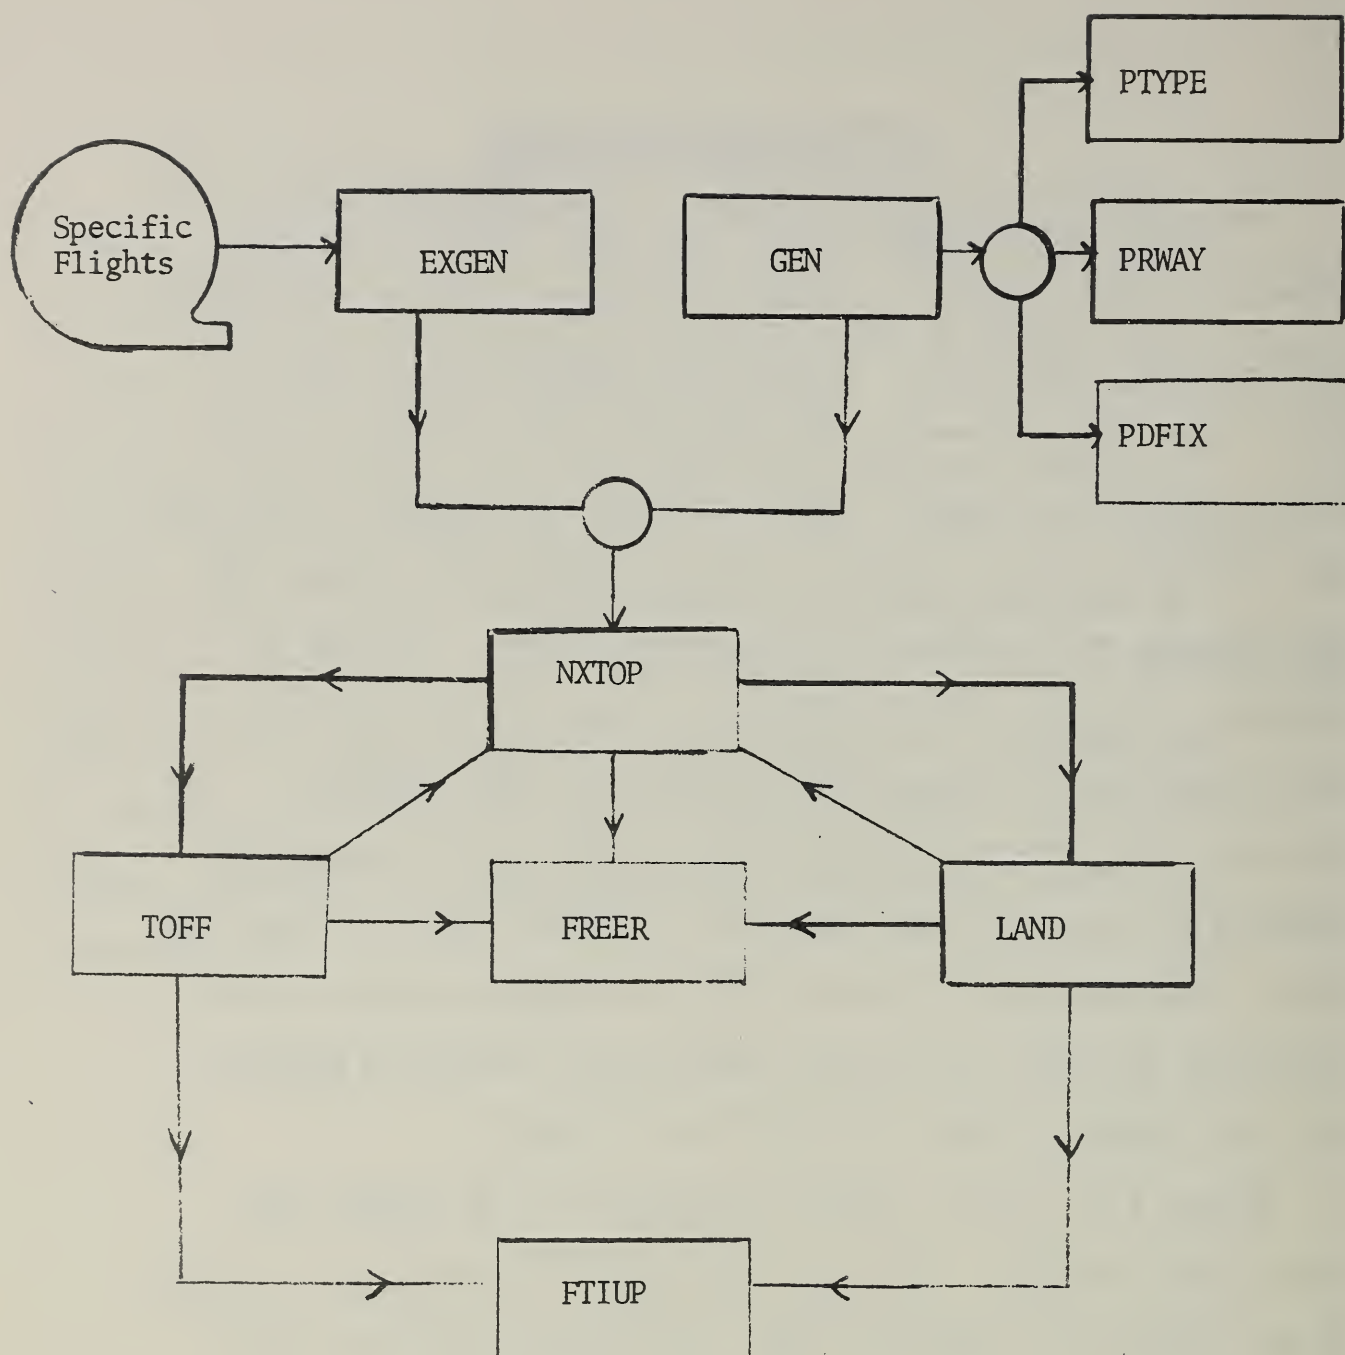 PTYPE
Specific
Flights
EXGEN
GEN
PRWAY
PDFIX
NXTOP
TOFF
FREER
LAND
FTIUP